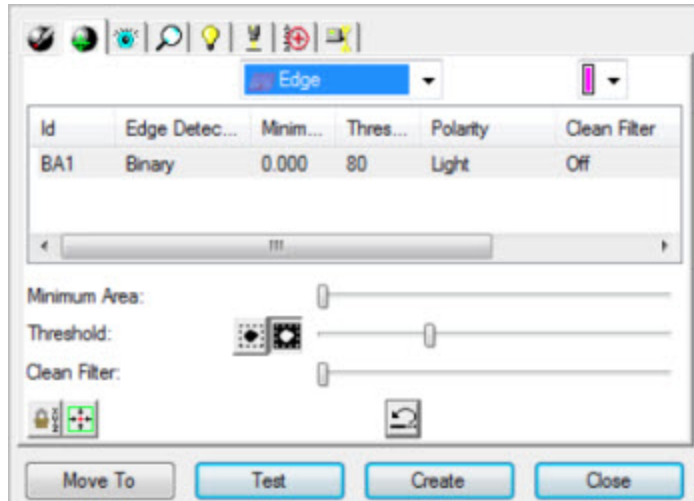 Edge
Id Edge Detec... Minim... Thres... Polarity Clean Filter
BA1 Binary 0.000 80 Light Off
Minimum Area:
Threshold:
Clean Filter:
Move To Test Create Close